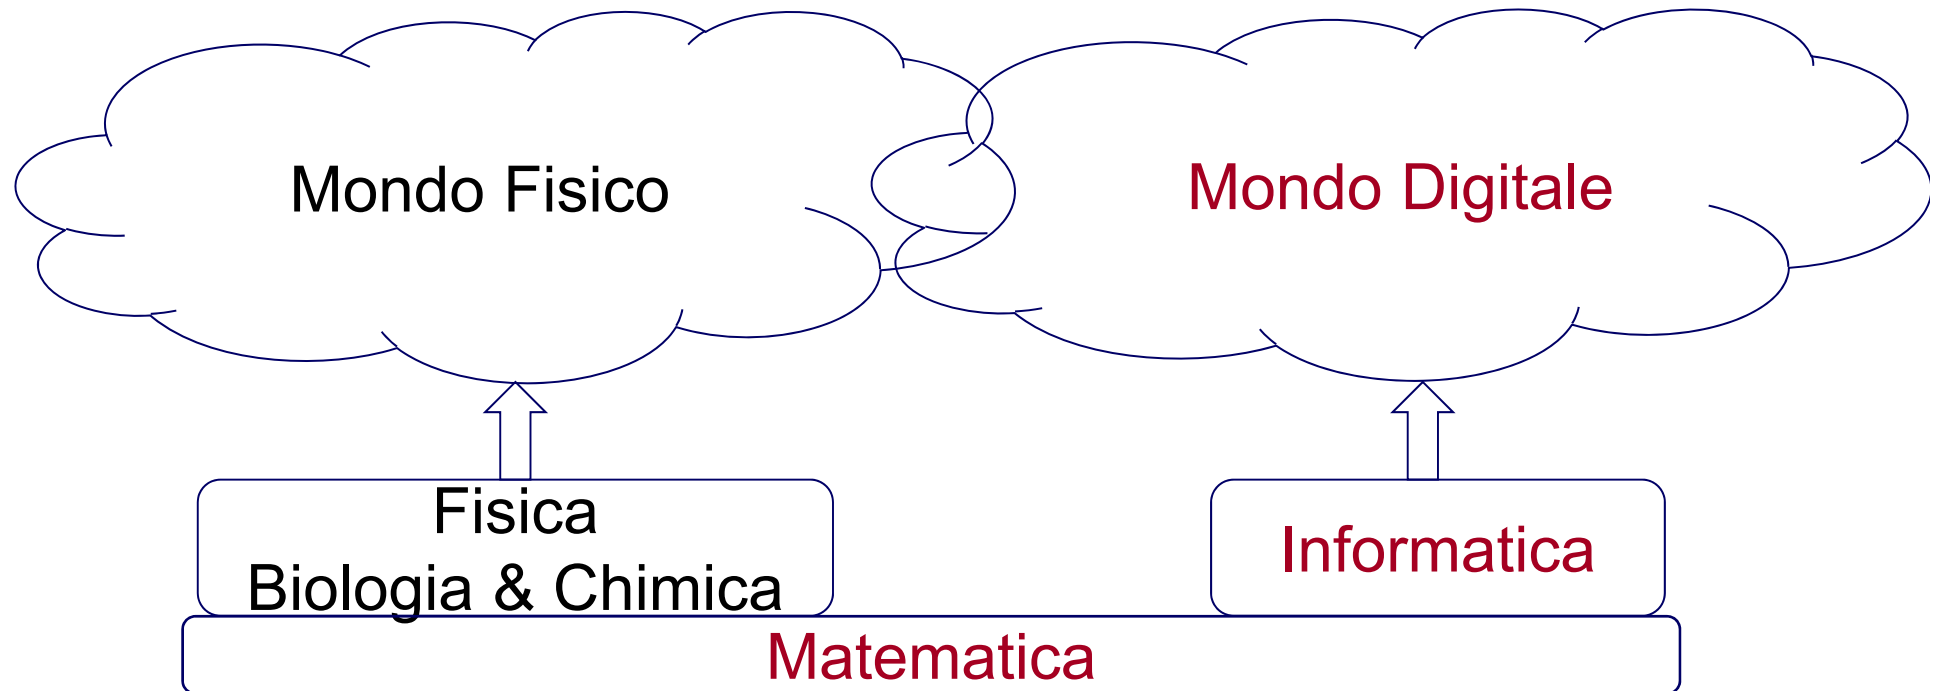 Mondo Fisico
Mondo Digitale
Fisica
Biologia & Chimica
Informatica
Matematica